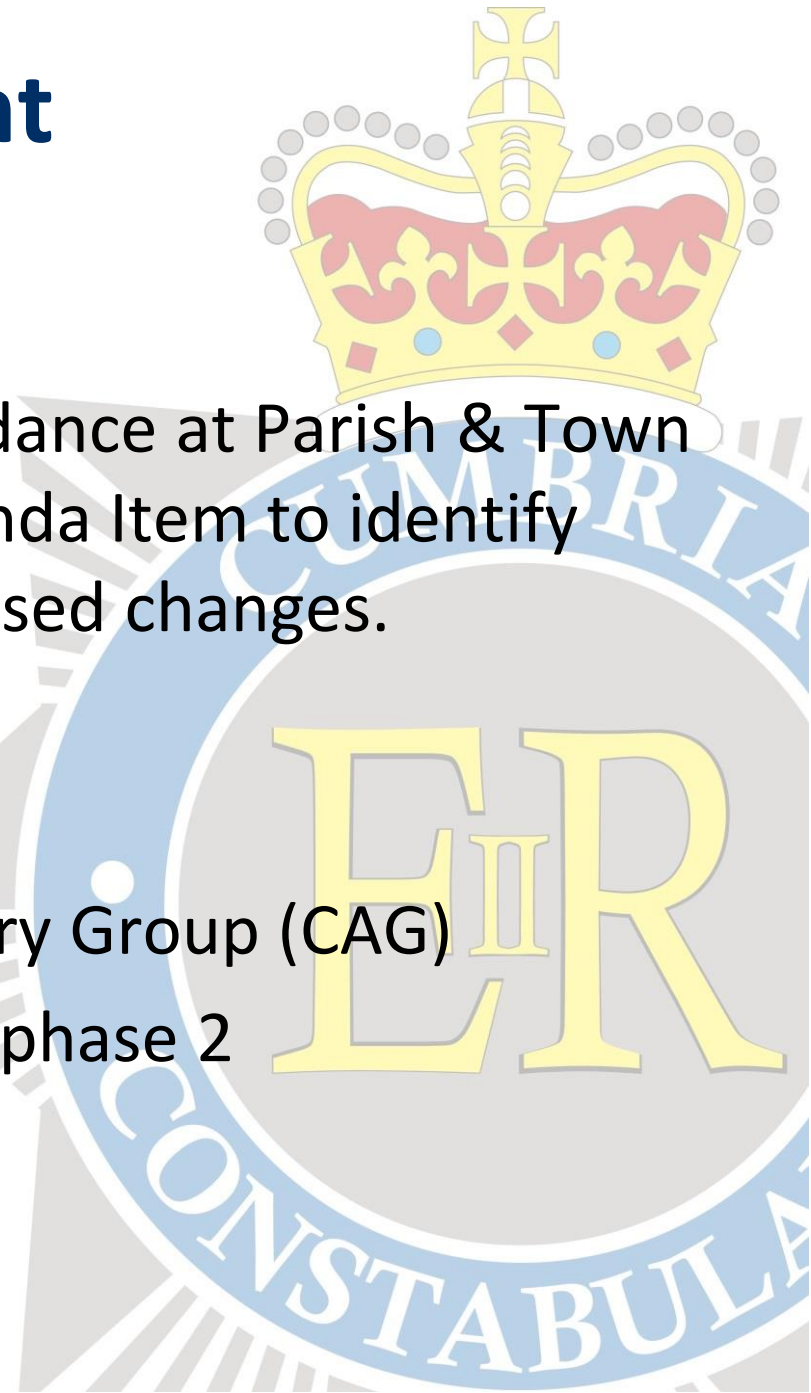 nt
dance at Parish & Town
nda Item to identify
sed changes.
ry Group (CAG)
phase 2
CUMBRIA
EIIR
CONSTABULA